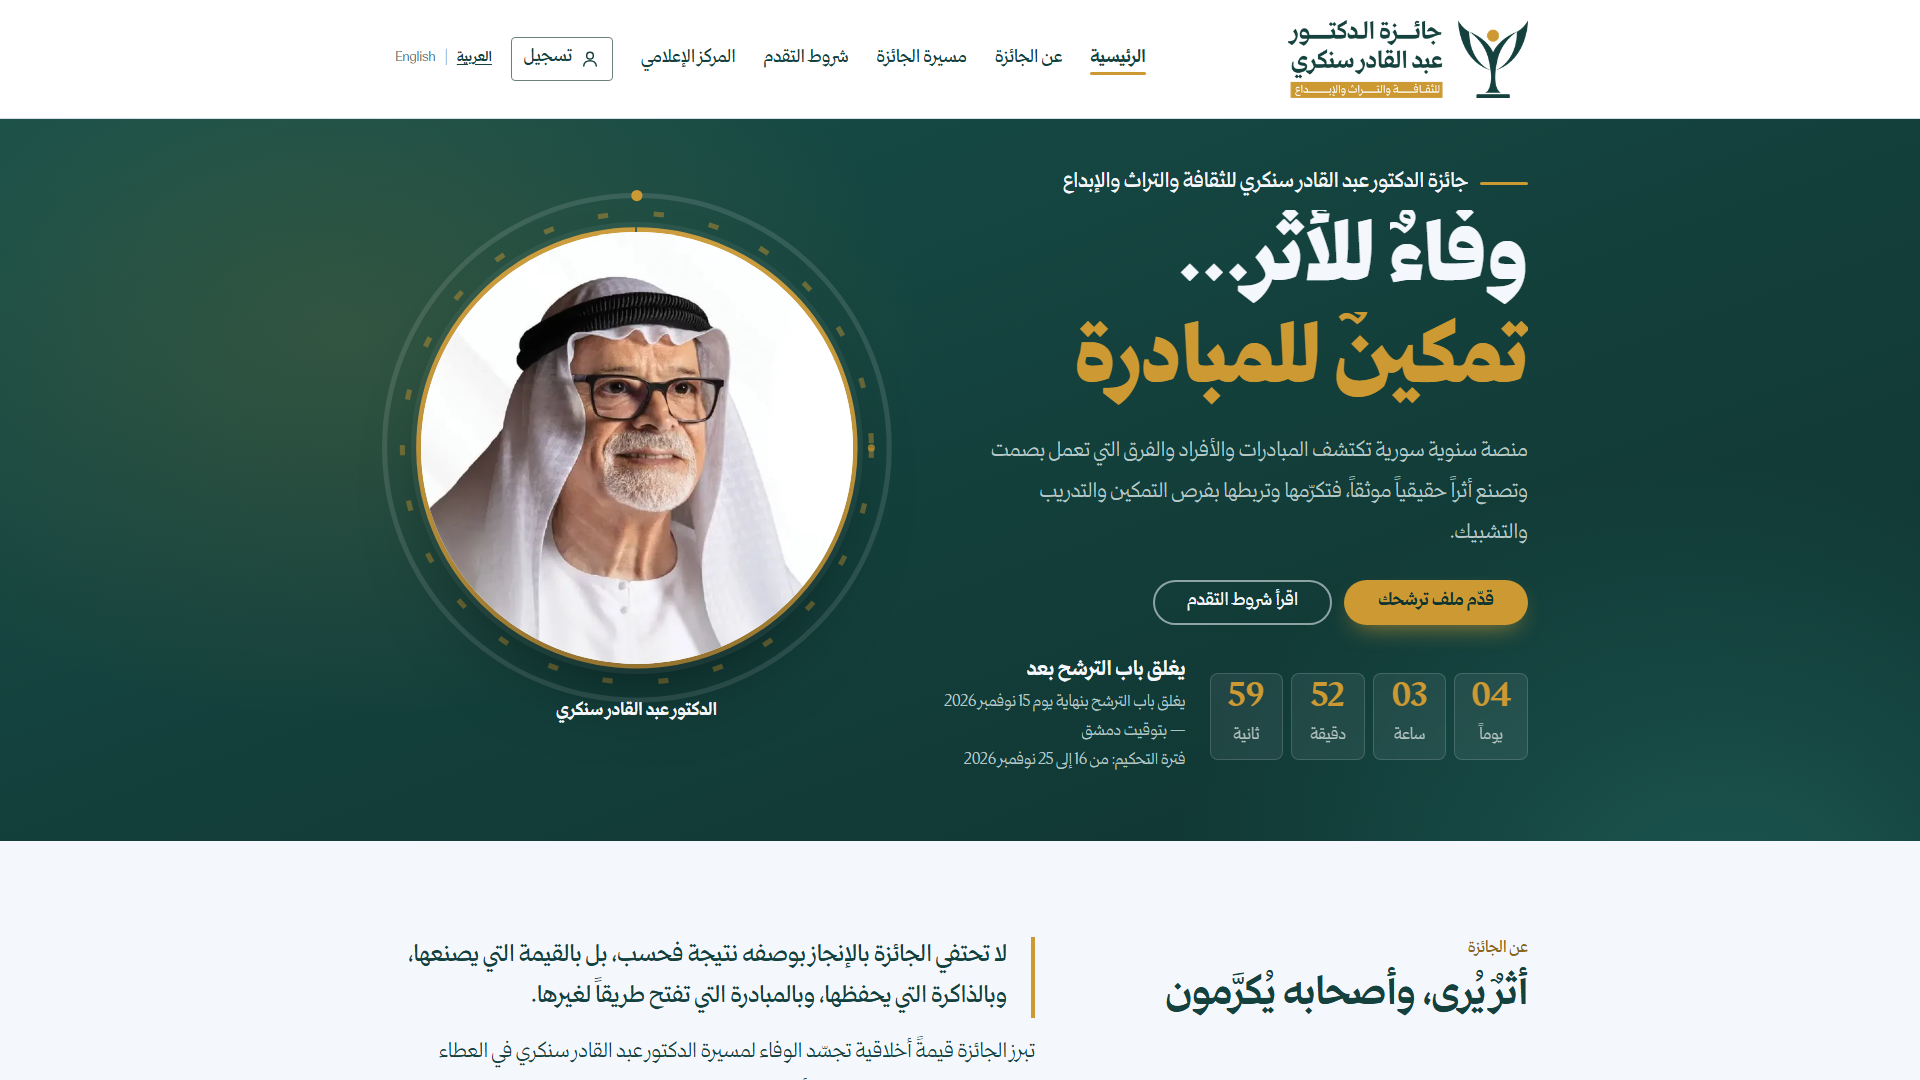 جائــزة الدكتــور
عبد القادر سنكري
للثقافــة والتــراث والإبــداع
الرئيسية
عن الجائزة
مسيرة الجائزة
شروط التقدم
المركز الإعلامي
تسجيل
العربية
English
جائزة الدكتور عبد القادر سنكري للثقافة والتراث والإبداع
وفاءٌ للأثر...
تمكينٌ للمبادرة
منصة سنوية سورية تكتشف المبادرات والأفراد والفرق التي تعمل بصمت
وتصنع أثراً حقيقياً موثقاً، فتكرّمها وتربطها بفرص التمكين والتدريب
والتشبيك.
قدّم ملف ترشحك
اقرأ شروط التقدم
04
يوماً
03
ساعة
52
دقيقة
59
ثانية
يغلق باب الترشح بعد
يغلق باب الترشح بنهاية يوم 15 نوفمبر 2026
— بتوقيت دمشق
فترة التحكيم: من 16 إلى 25 نوفمبر 2026
الدكتور عبد القادر سنكري
عن الجائزة
أثرٌ يُرى، وأصحابه يُكرَّمون
لا تحتفي الجائزة بالإنجاز بوصفه نتيجة فحسب، بل بالقيمة التي يصنعها،
وبالذاكرة التي يحفظها، وبالمبادرة التي تفتح طريقاً لغيرها.
تبرز الجائزة قيمةً أخلاقية تجسّد الوفاء لمسيرة الدكتور عبد القادر سنكري في العطاء